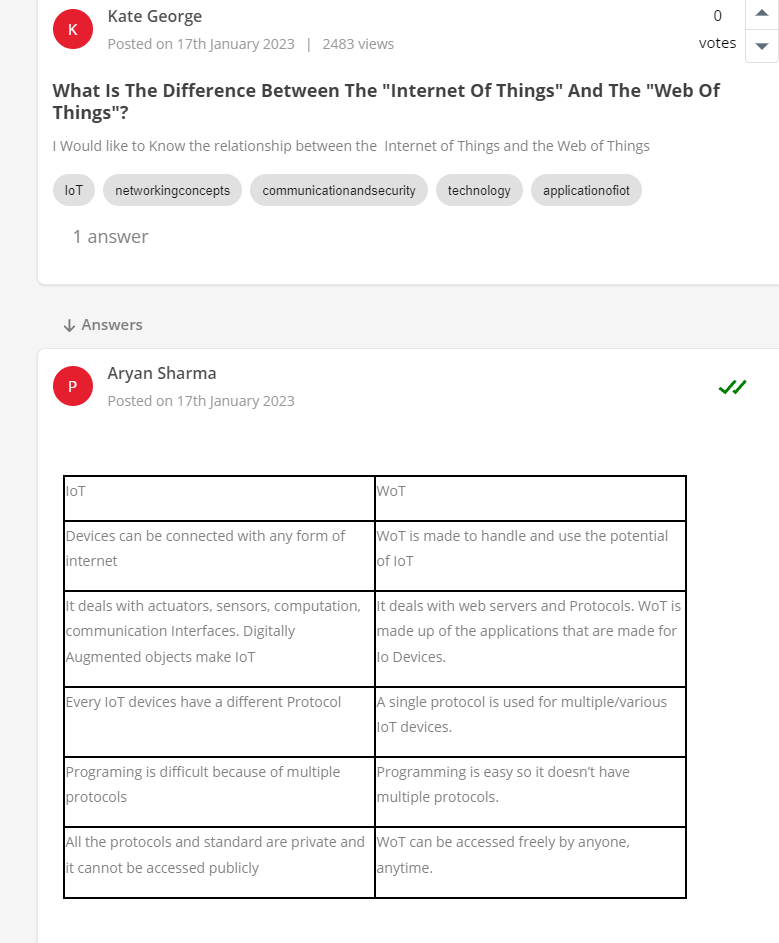 K
Kate George
Posted on 17th January 2023 | 2483 views
0
votes
What Is The Difference Between The "Internet Of Things" And The "Web Of
Things"?
I Would like to Know the relationship between the Internet of Things and the Web of Things
IoT networkingconcepts communicationandsecurity technology applicationofiot
1 answer
Answers
P
Aryan Sharma
Posted on 17th January 2023
IoT
WoT
Devices can be connected with any form of
internet
WoT is made to handle and use the potential
of IoT
It deals with actuators, sensors, computation,
communication Interfaces. Digitally
Augmented objects make IoT
It deals with web servers and Protocols. WoT is
made up of the applications that are made for
Io Devices.
Every IoT devices have a different Protocol
A single protocol is used for multiple/various
IoT devices.
Programing is difficult because of multiple
protocols
Programming is easy so it doesn’t have
multiple protocols.
All the protocols and standard are private and
it cannot be accessed publicly
WoT can be accessed freely by anyone,
anytime.